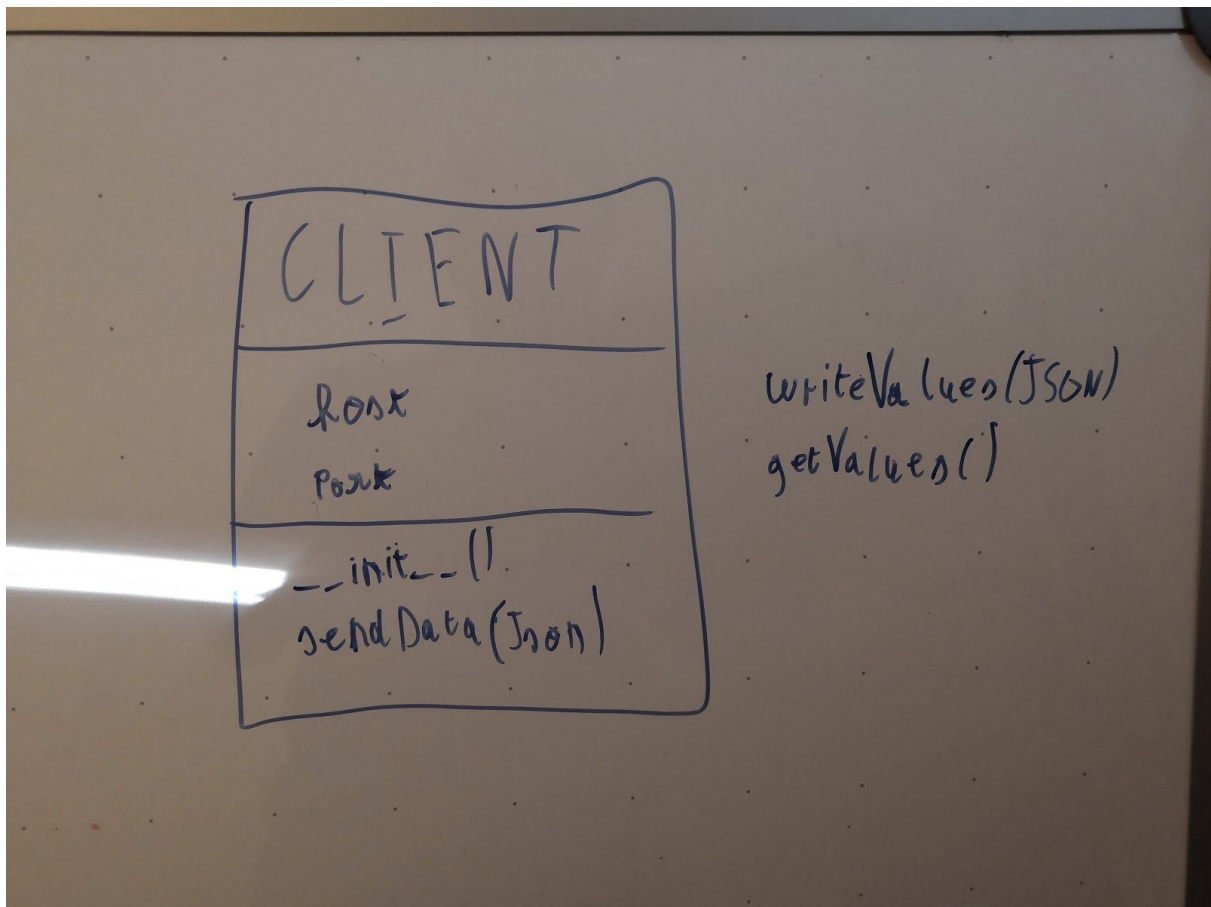 CLIENT
host
port
__init__()
sendData(Json)
writeValues(JSON)
getValues()